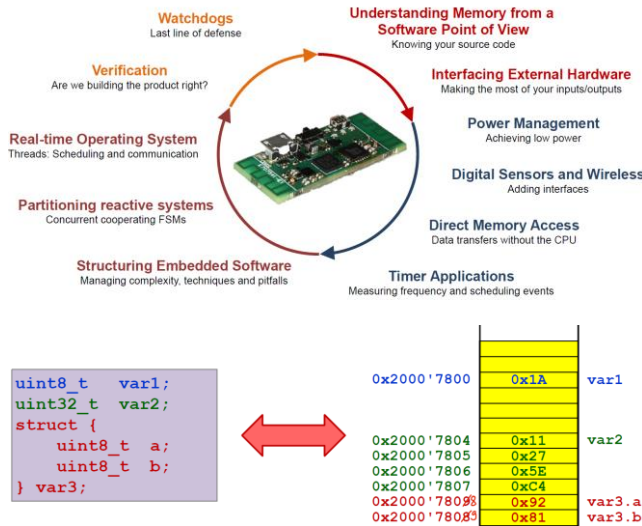 Watchdogs
Last line of defense
Understanding Memory from a
Software Point of View
Knowing your source code
Verification
Are we building the product right?
Interfacing External Hardware
Making the most of your inputs/outputs
Real-time Operating System
Threads: Scheduling and communication
Power Management
Achieving low power
Digital Sensors and Wireless
Adding interfaces
Partitioning reactive systems
Concurrent cooperating FSMs
Direct Memory Access
Data transfers without the CPU
Structuring Embedded Software
Managing complexity, techniques and pitfalls
Timer Applications
Measuring frequency and scheduling events
uint8_t var1;
uint32_t var2;
struct {
uint8_t a;
uint8_t b;
} var3;
0x2000'7800 0x1A var1
0x2000'7804 0x11 var2
0x2000'7805 0x27
0x2000'7806 0x5E
0x2000'7807 0xC4
0x92 var3.a
0x81 var3.b